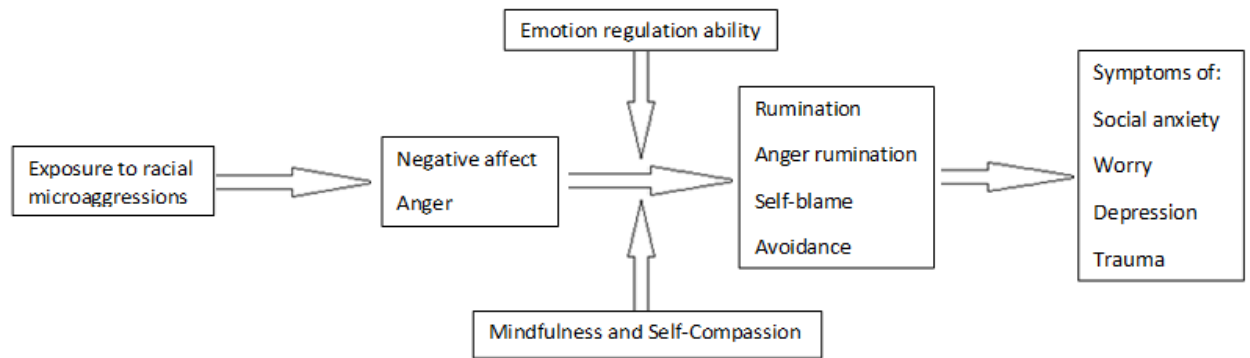 Emotion regulation ability
Exposure to racial
microaggressions
Negative affect
Anger
Rumination
Anger rumination
Self-blame
Avoidance
Symptoms of:
Social anxiety
Worry
Depression
Trauma
Mindfulness and Self-Compassion